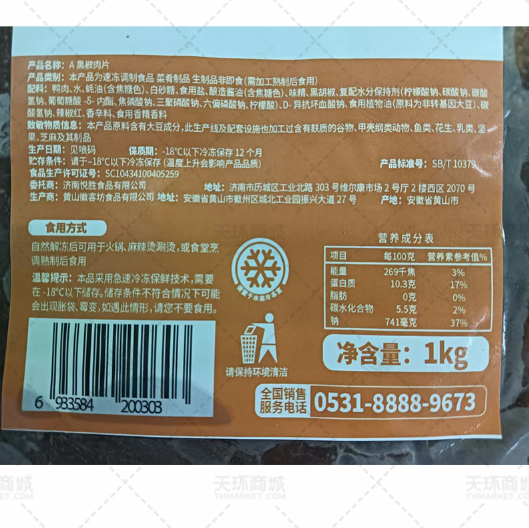 产品名称：A 黑椒肉片
产品类别：本产品为速冻调制食品 菜肴制品 生制品非即食(需加工熟制后食用)
配料：鸭肉、水、蚝油(含焦糖色)、白砂糖、食用盐、酿造酱油(含焦糖色)、味精、黑胡椒、复配水分保持剂(柠檬酸钠、碳酸钠、碳酸
氢钠、葡萄糖酸-δ-内酯、焦磷酸钠、三聚磷酸钠、六偏磷酸钠、柠檬酸)、D-异抗坏血酸钠、食用植物油(原料为非转基因大豆)、碳
酸氢钠、辣椒红、香辛料、食用香精香料
致敏物质信息：本产品原料含有大豆成分，此生产线及配套设施也加工过含有麸质的谷物、甲壳纲类动物、鱼类、花生、乳类、坚
果、芝麻及其制品
生产日期：见喷码 保质期：-18℃以下冷冻保存 12 个月
贮存条件：请于-18℃以下冷冻保存 (温度上升会影响产品品质) 产品标准号：SB/T 10379
食品生产许可证号：SC10434100405259
委托商：济南悦胜食品有限公司 地址：济南市历城区工业北路 303 号维尔康市场 2 号厅 2 楼西区 2070 号
生产商：黄山徽客坊食品有限公司 地址：安徽省黄山市徽州区城北工业园振兴大道 27 号 产地：安徽省黄山市
食用方式
自然解冻后可用于火锅、麻辣烫涮烫，或食堂烹
调熟制后食用
温馨提示：本品采用急速冷冻保鲜技术，需要
在 -18℃以下储存。储存条件不符合情况下可能
会出现胀袋、霉变，如遇此情形，请您不要食用。
6 933584 200303
请保持环境清洁
营养成分表
项目 每100克 营养素参考值%
能量 269千焦 3%
蛋白质 10.3克 17%
脂肪 0克 0%
碳水化合物 5.5克 2%
钠 741毫克 37%
净含量：1kg
全国销售
服务电话
0531-8888-9673
天环商城
THMARKET.COM
天环商城
THMARKET.COM
天环商城
THMARKET.COM